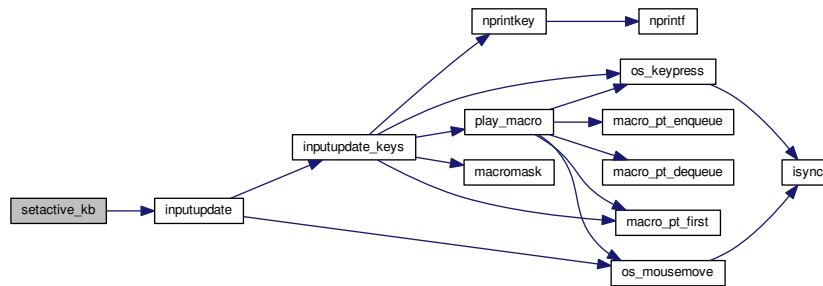 nprintkey
nprintf
os_keypress
play_macro
macro_pt_enqueue
inputupdate_keys
macromask
macro_pt_dequeue
isync
setactive_kb
inputupdate
macro_pt_first
os_mousemove